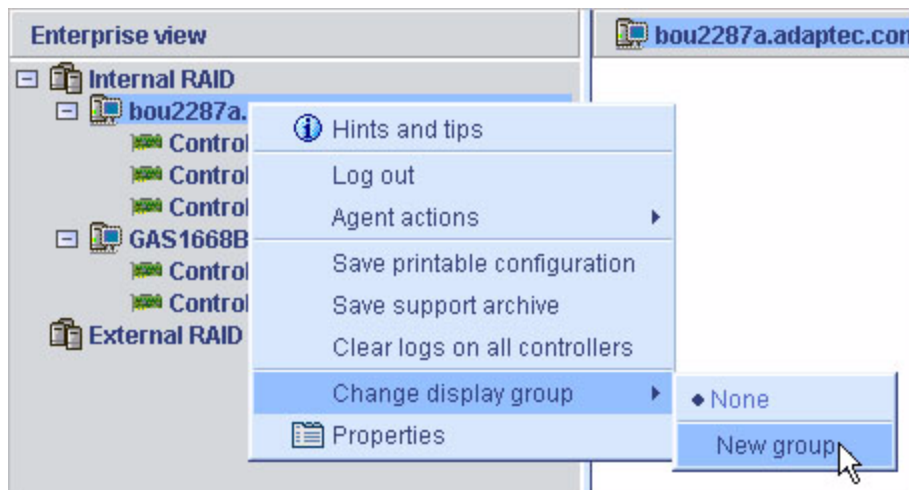 Enterprise view
bou2287a.adaptec.con
Internal RAID
bou2287a.
Control
Control
Control
GAS1668B
Control
Control
External RAID
Hints and tips
Log out
Agent actions
Save printable configuration
Save support archive
Clear logs on all controllers
Change display group
Properties
None
New group